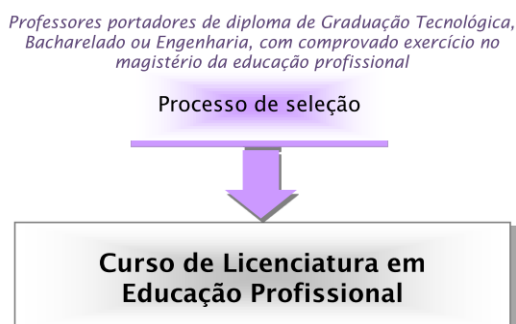 Professores portadores de diploma de Graduação Tecnológica,
Bacharelado ou Engenharia, com comprovado exercício no
magistério da educação profissional
Processo de seleção
Curso de Licenciatura em
Educação Profissional